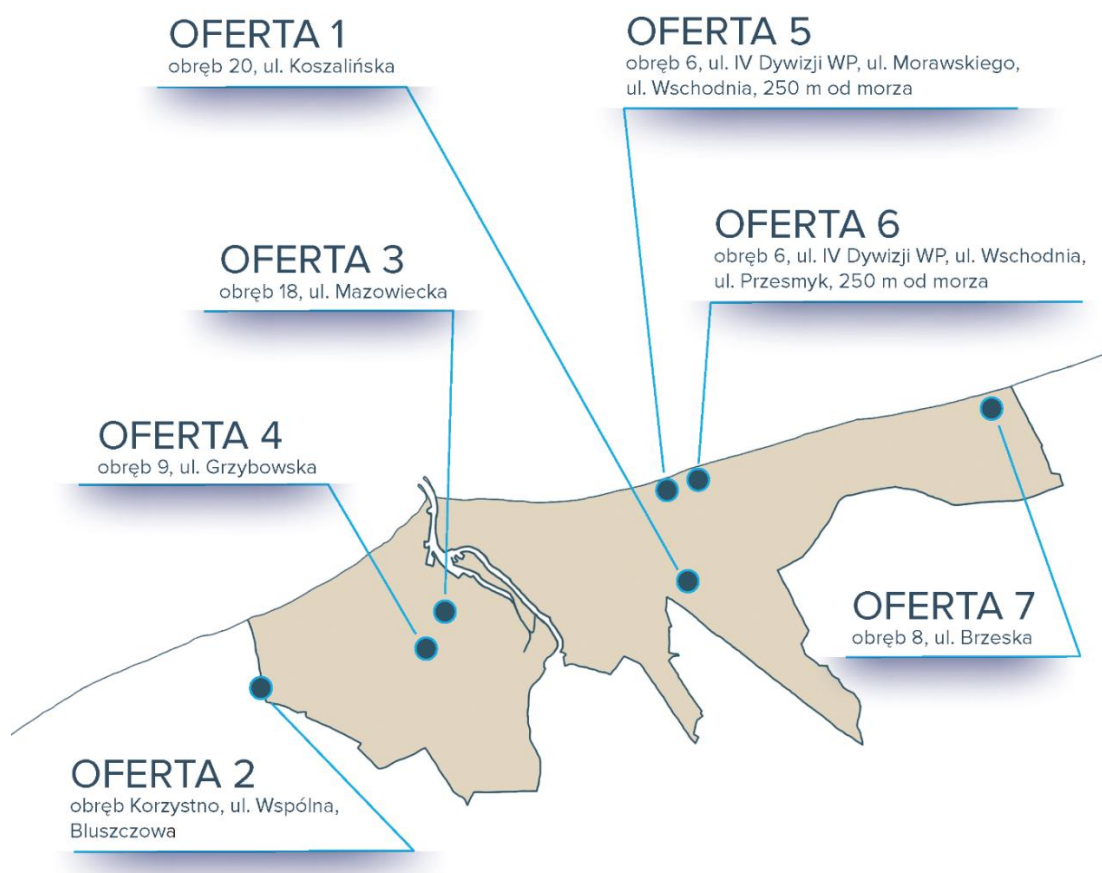 OFERTA 1
obręb 20, ul. Koszalińska
OFERTA 5
obręb 6, ul. IV Dywizji WP, ul. Morawskiego,
ul. Wschodnia, 250 m od morza
OFERTA 3
obręb 18, ul. Mazowiecka
OFERTA 6
obręb 6, ul. IV Dywizji WP, ul. Wschodnia,
ul. Przesmyk, 250 m od morza
OFERTA 4
obręb 9, ul. Grzybowska
OFERTA 7
obręb 8, ul. Brzeska
OFERTA 2
obręb Korzystno, ul. Wspólna,
Bluszczowa